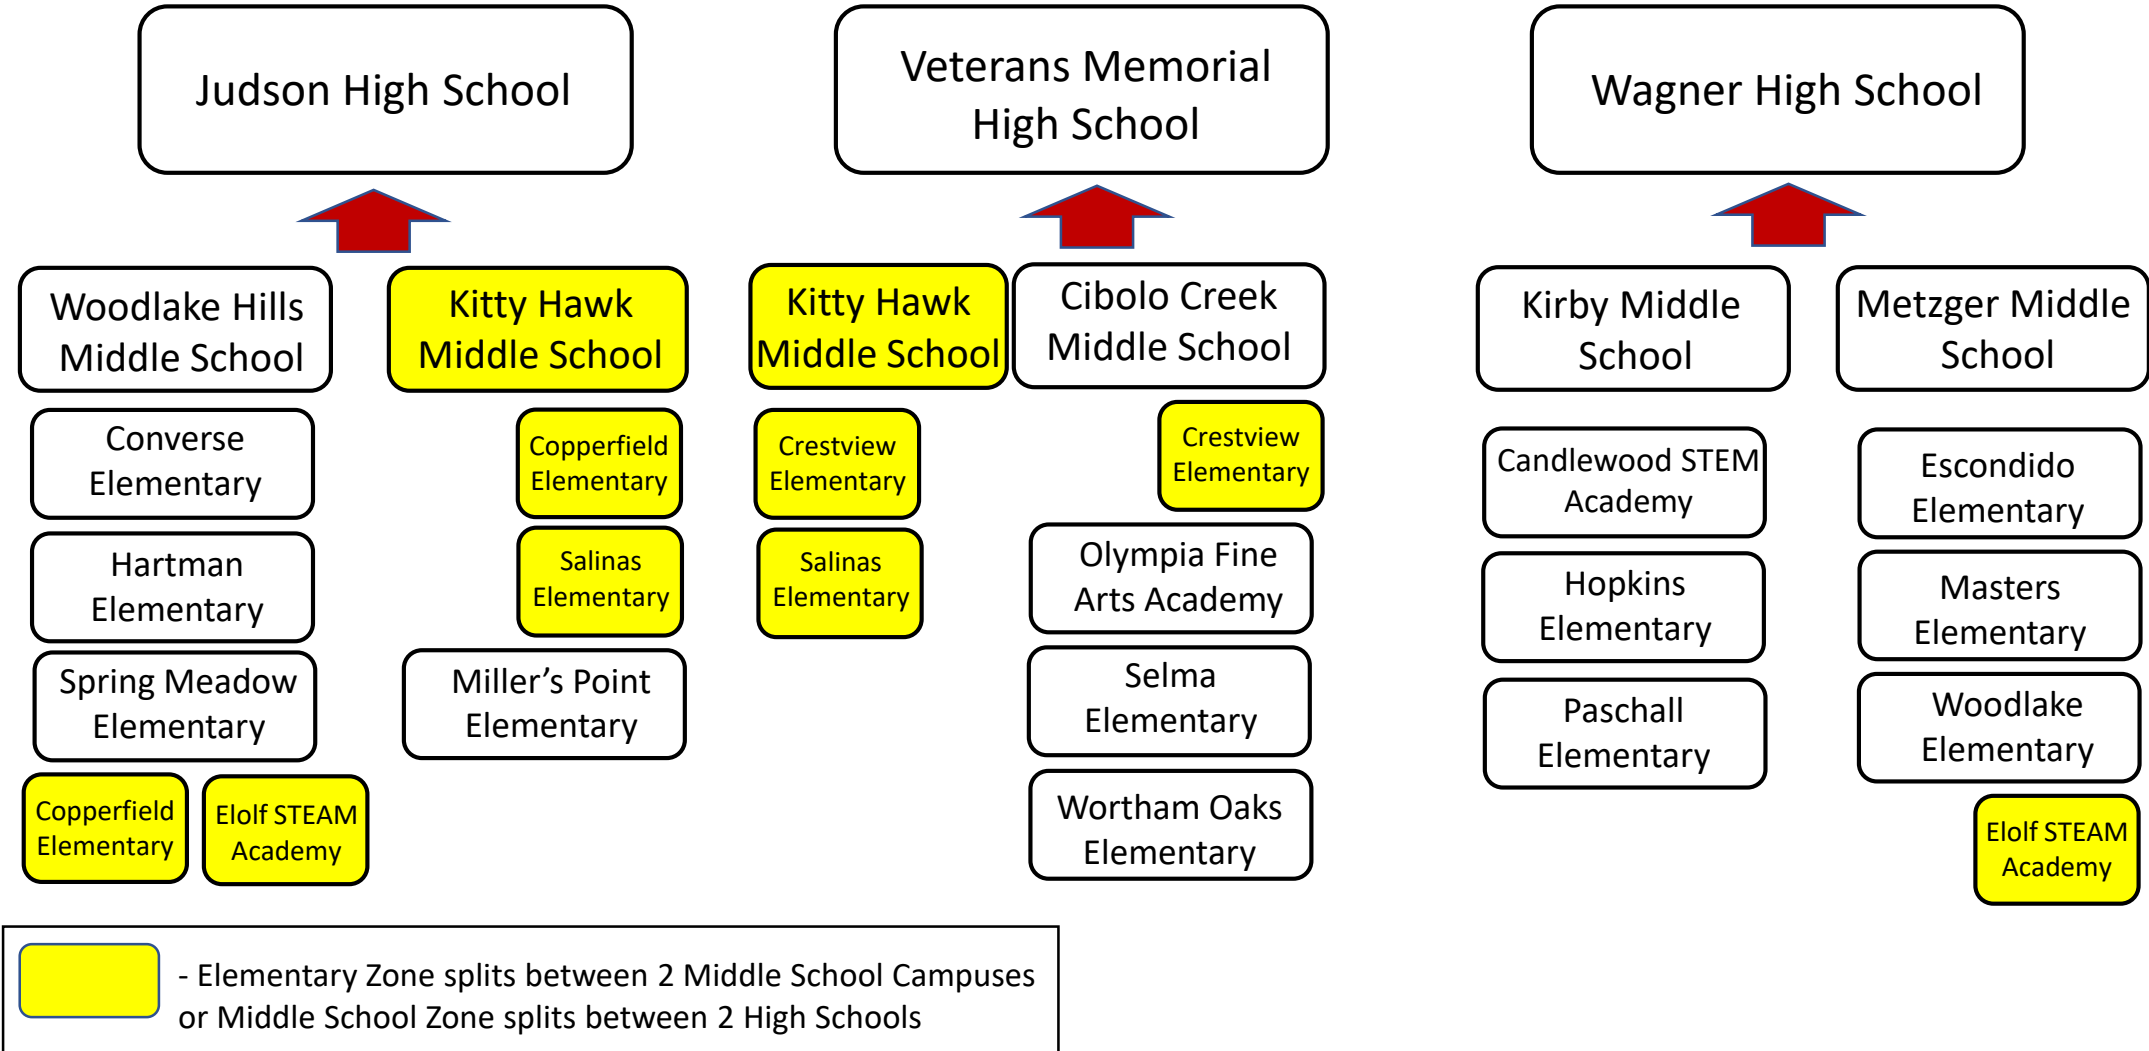 Judson High School
Veterans Memorial
High School
Wagner High School
Woodlake Hills
Middle School
Kitty Hawk
Middle School
Kitty Hawk
Middle School
Cibolo Creek
Middle School
Kirby Middle
School
Metzger Middle
School
Converse
Elementary
Hartman
Elementary
Spring Meadow
Elementary
Copperfield
Elementary
Elolf STEAM
Academy
Copperfield
Elementary
Salinas
Elementary
Miller’s Point
Elementary
Crestview
Elementary
Salinas
Elementary
Crestview
Elementary
Olympia Fine
Arts Academy
Selma
Elementary
Wortham Oaks
Elementary
Candlewood STEM
Academy
Hopkins
Elementary
Paschall
Elementary
Escondido
Elementary
Masters
Elementary
Woodlake
Elementary
Elolf STEAM
Academy
- Elementary Zone splits between 2 Middle School Campuses
or Middle School Zone splits between 2 High Schools